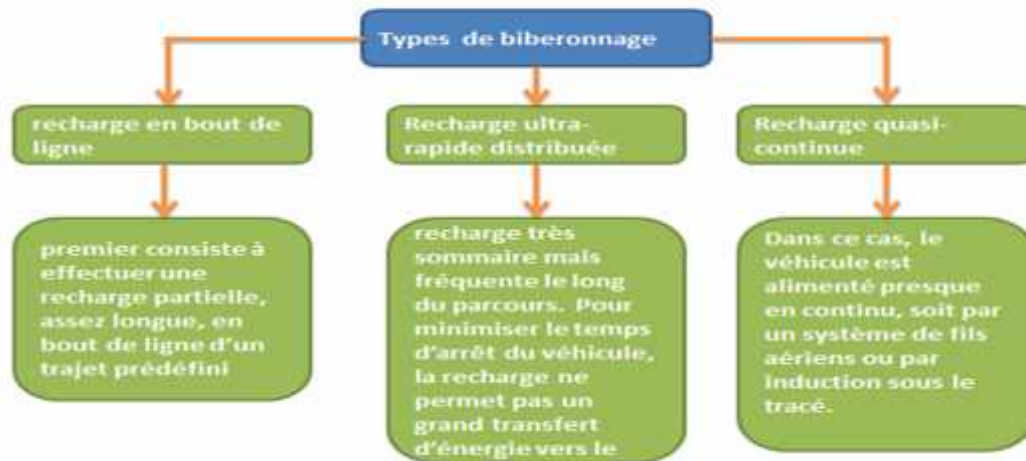 Types de biberonnage
recharge en bout de
ligne
Recharge ultra-
rapide distribuée
Recharge quasi-
continue
premier consiste à
effectuer une
recharge partielle,
assez longue, en
bout de ligne d’un
trajet prédéfini
recharge très
sommaire mais
fréquente le long
du parcours. Pour
minimiser le temps
d’arrêt du véhicule,
la recharge ne
permet pas un
grand transfert
d’énergie vers le
Dans ce cas, le
véhicule est
alimenté presque
en continu, soit par
un système de fils
aériens ou par
induction sous le
tracé.